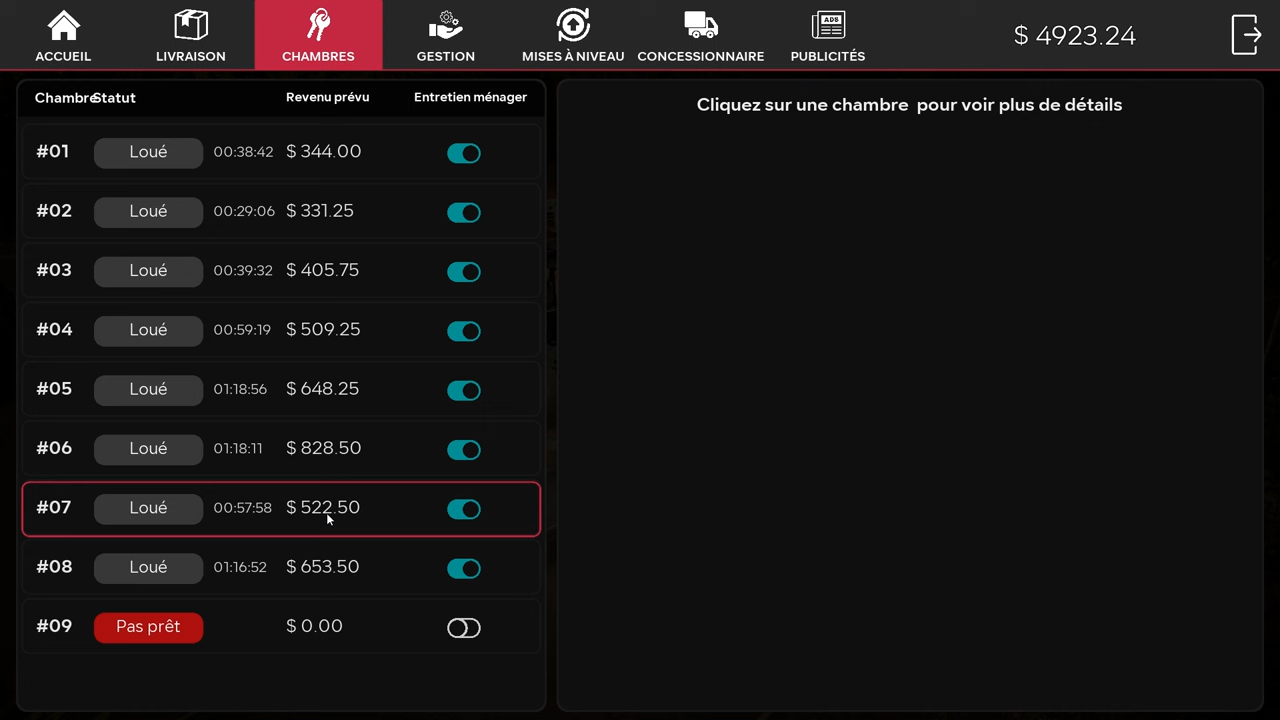 ACCUEIL LIVRAISON CHAMBRES GESTION MISES À NIVEAU CONCESSIONNAIRE ADS PUBLICITÉS $ 4923.24
Chambre Statut Revenu prévu Entretien ménager
Cliquez sur une chambre pour voir plus de détails
#01 Loué 00:38:42 $ 344.00
#02 Loué 00:29:06 $ 331.25
#03 Loué 00:39:32 $ 405.75
#04 Loué 00:59:19 $ 509.25
#05 Loué 01:18:56 $ 648.25
#06 Loué 01:18:11 $ 828.50
#07 Loué 00:57:58 $ 522.50
#08 Loué 01:16:52 $ 653.50
#09 Pas prêt $ 0.00